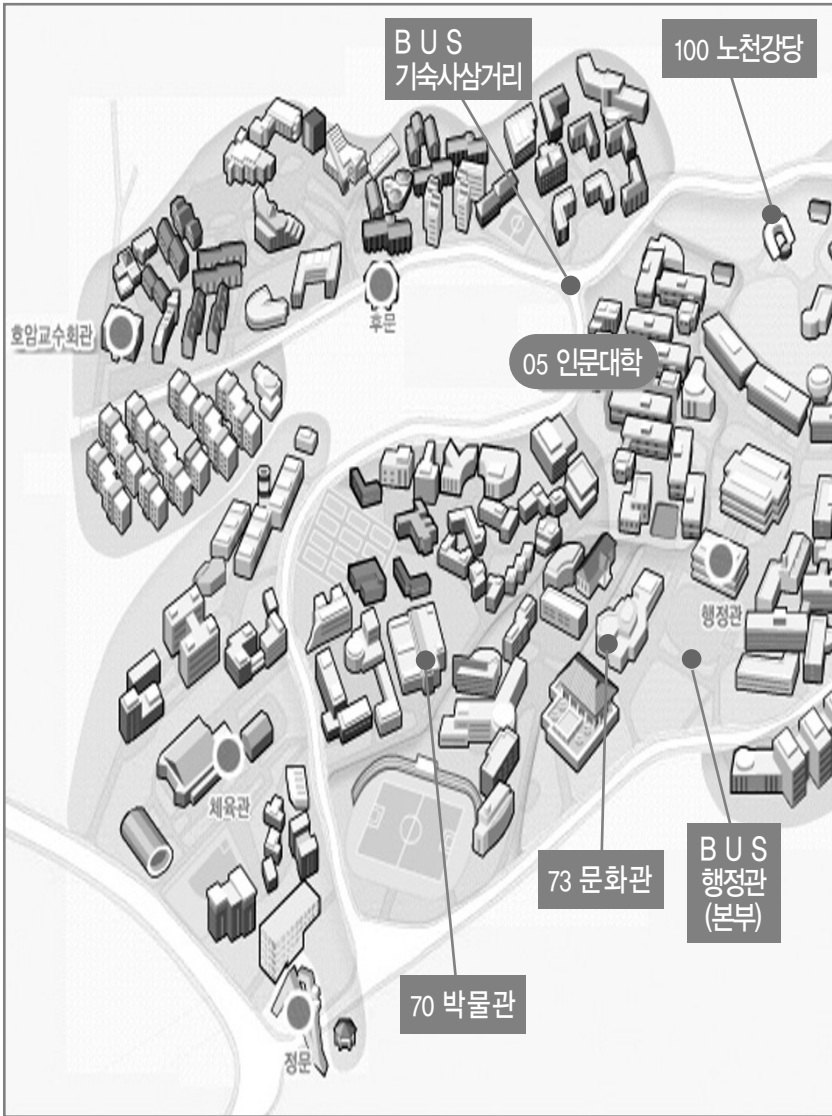 B U S
기숙사삼거리
100 노천강당
호암교수회관
후문
05 인문대학
행정관
체육관
73 문화관
B U S
행정관
(본부)
70 박물관
정문